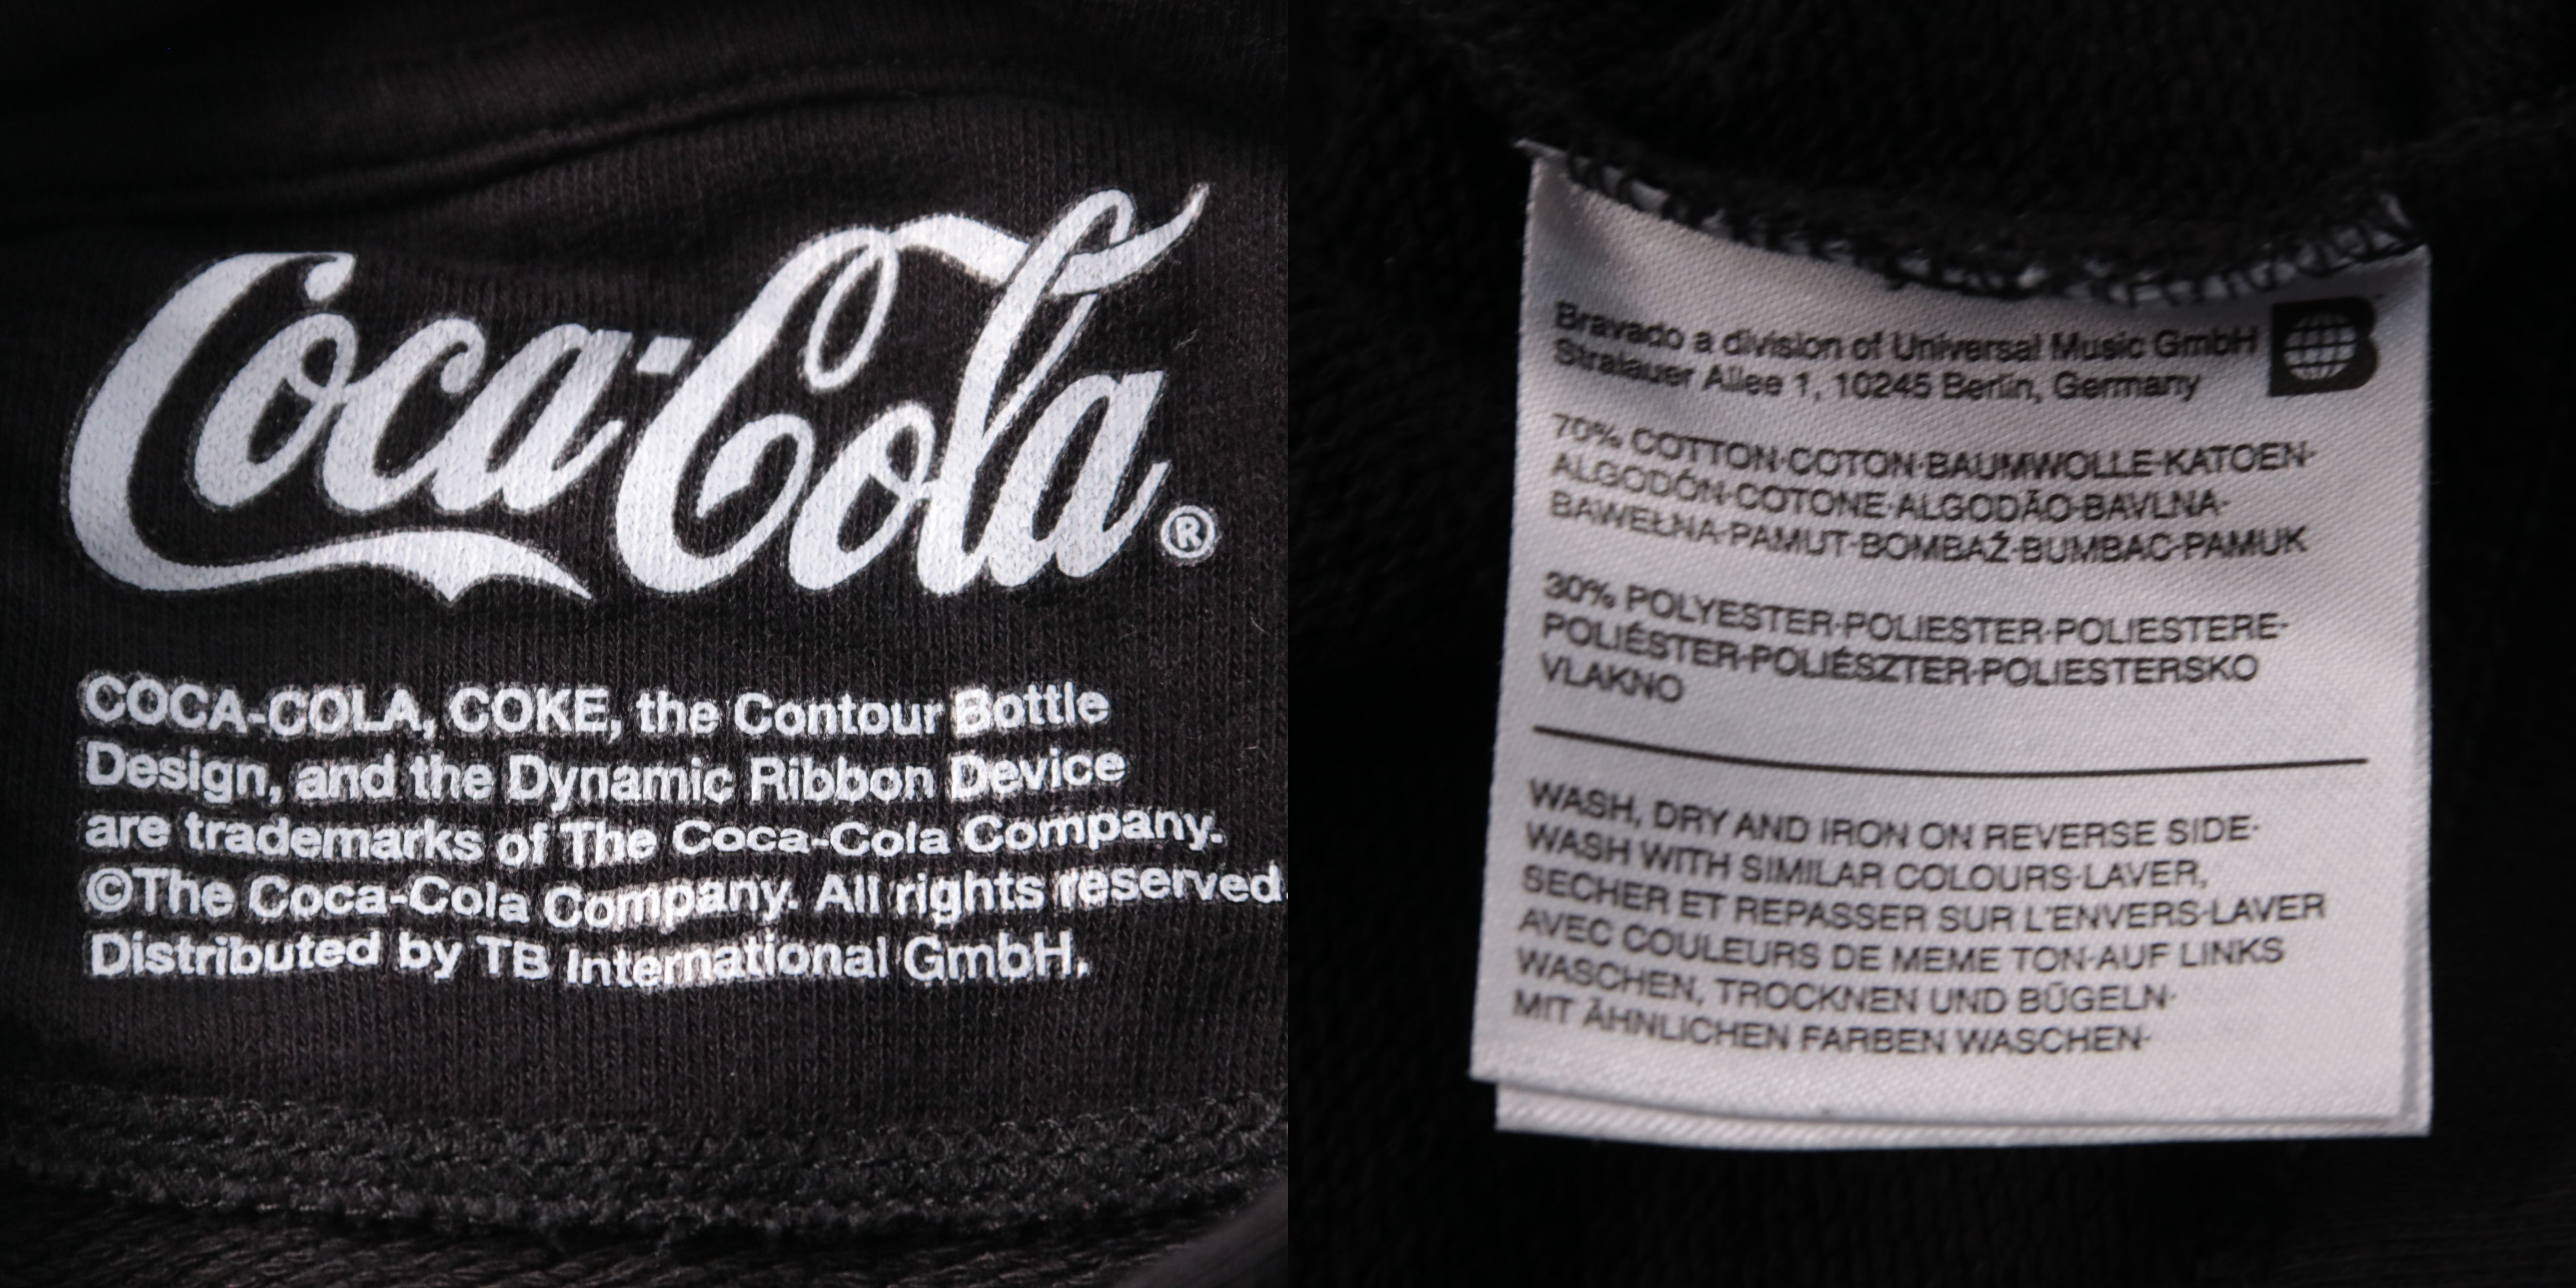 Coca-Cola®
COCA-COLA, COKE, the Contour Bottle
Design, and the Dynamic Ribbon Device
are trademarks of The Coca-Cola Company.
©The Coca-Cola Company. All rights reserved.
Distributed by TB International GmbH.
Bravado a division of Universal Music GmbH B
Stralauer Allee 1, 10245 Berlin, Germany
70% COTTON·COTON·BAUMWOLLE·KATOEN·
ALGODÓN·COTONE·ALGODÃO·BAVLNA·
BAWEŁNA·PAMUT·BOMBAŽ·BUMBAC·PAMUK
30% POLYESTER·POLIESTER·POLIESTERE·
POLIÉSTER·POLIÉSZTER·POLIESTERSKO
VLAKNO
WASH, DRY AND IRON ON REVERSE SIDE·
WASH WITH SIMILAR COLOURS·LAVER,
SECHER ET REPASSER SUR L'ENVERS·LAVER
AVEC COULEURS DE MEME TON·AUF LINKS
WASCHEN, TROCKNEN UND BÜGELN·
MIT ÄHNLICHEN FARBEN WASCHEN·